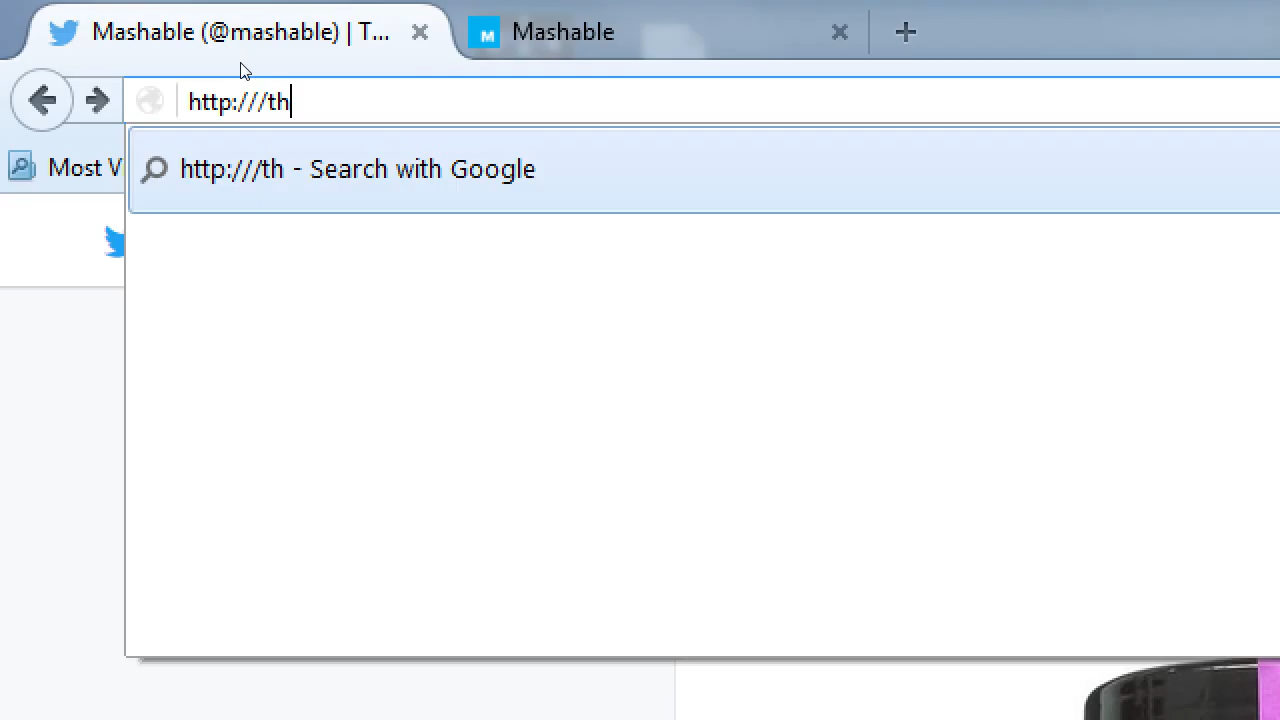 Mashable (@mashable) | T...
Mashable
http:///th
Most V
http:///th - Search with Google